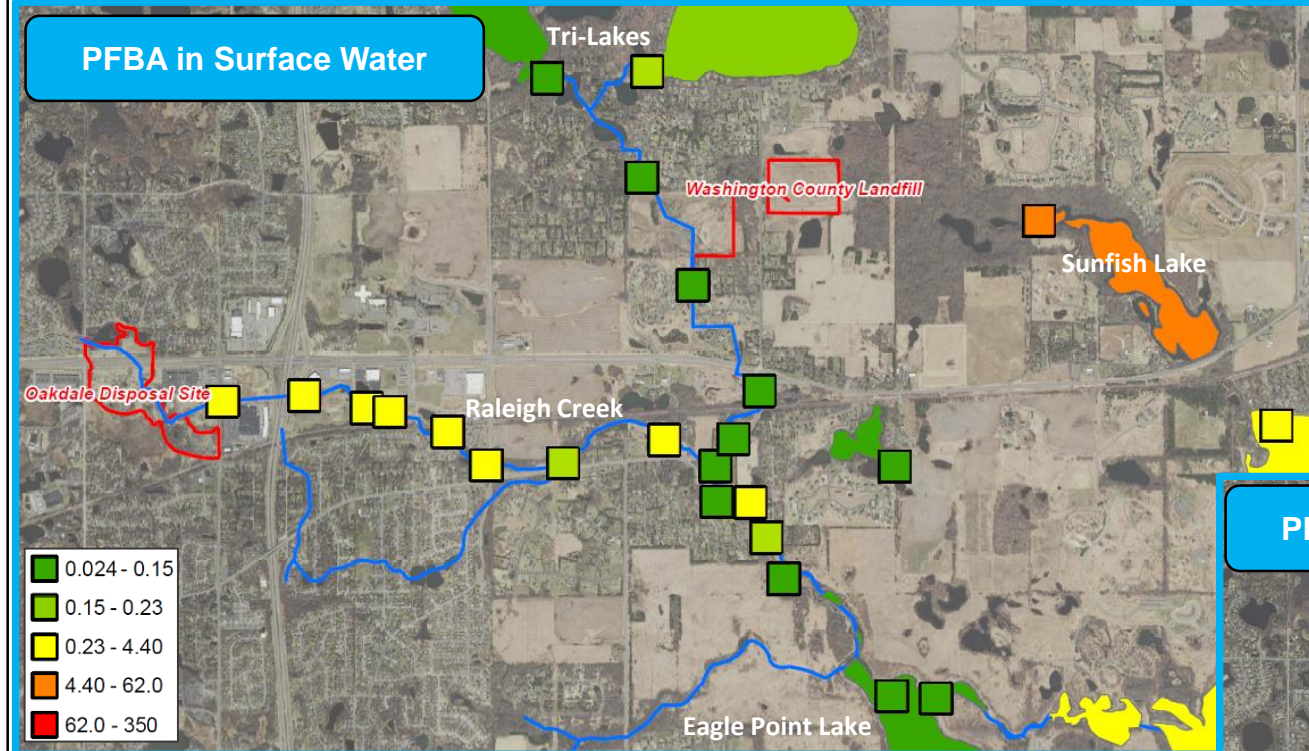 PFBA in Surface Water
Tri-Lakes
Washington County Landfill
Sunfish Lake
Oakdale Disposal Site
Raleigh Creek
0.024 - 0.15
0.15 - 0.23
0.23 - 4.40
4.40 - 62.0
62.0 - 350
Eagle Point Lake